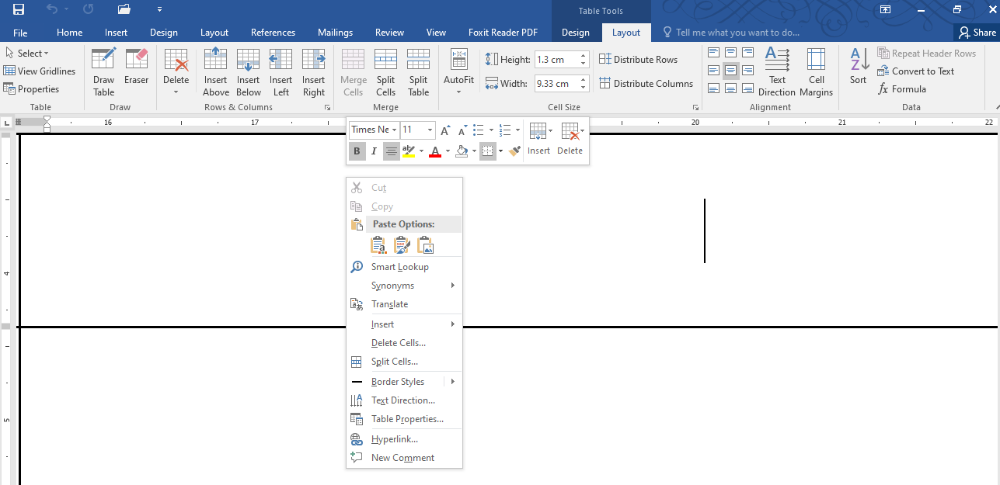 Table Tools
File Home Insert Design Layout References Mailings Review View Foxit Reader PDF Design Layout Tell me what you want to do... Share
Select
View Gridlines
Properties
Table
Draw Table
Eraser
Draw
Delete
Insert Above
Insert Below
Insert Left
Insert Right
Rows & Columns
Merge Cells
Split Cells
Split Table
Merge
AutoFit
Height: 1.3 cm
Width: 9.33 cm
Distribute Rows
Distribute Columns
Cell Size
Text Direction
Cell Margins
Alignment
Sort
Repeat Header Rows
Convert to Text
fx Formula
Data
16 17 20 21 22
Times Ne 11
B I Insert Delete
Cut
Copy
Paste Options:
Smart Lookup
Synonyms
Translate
Insert
Delete Cells...
Split Cells...
Border Styles
Text Direction...
Table Properties...
Hyperlink...
New Comment
4
5